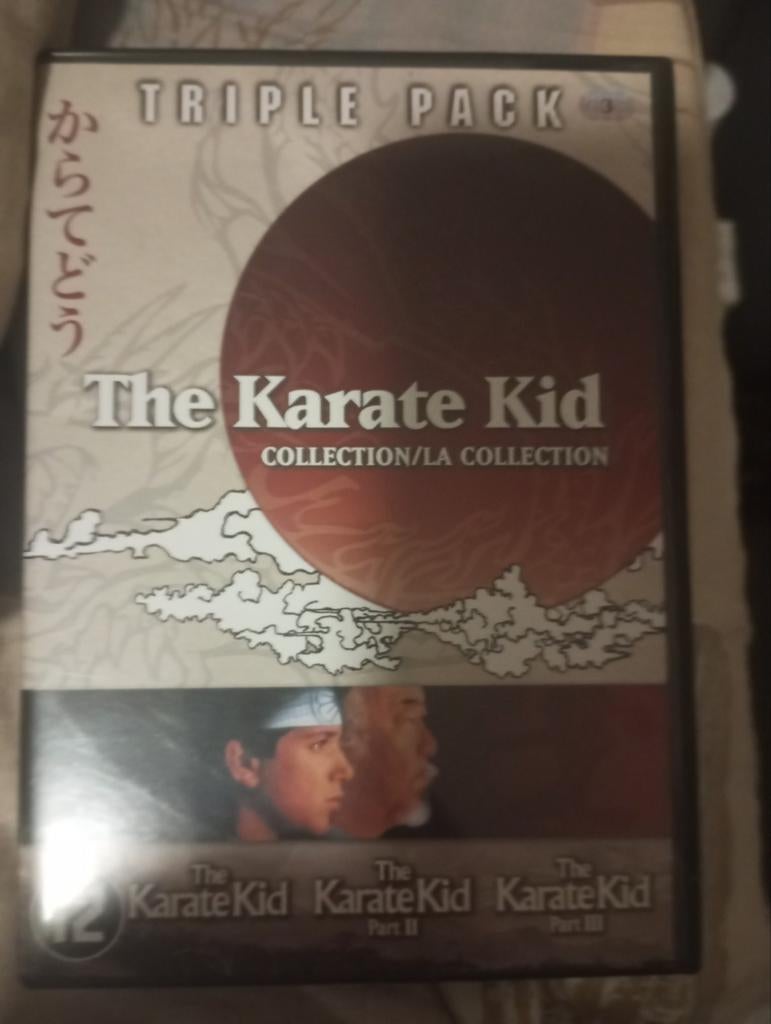 TRIPLE PACK 3
からてどう
The Karate Kid
COLLECTION/LA COLLECTION
The Karate Kid
The Karate Kid Part II
The Karate Kid Part III
12